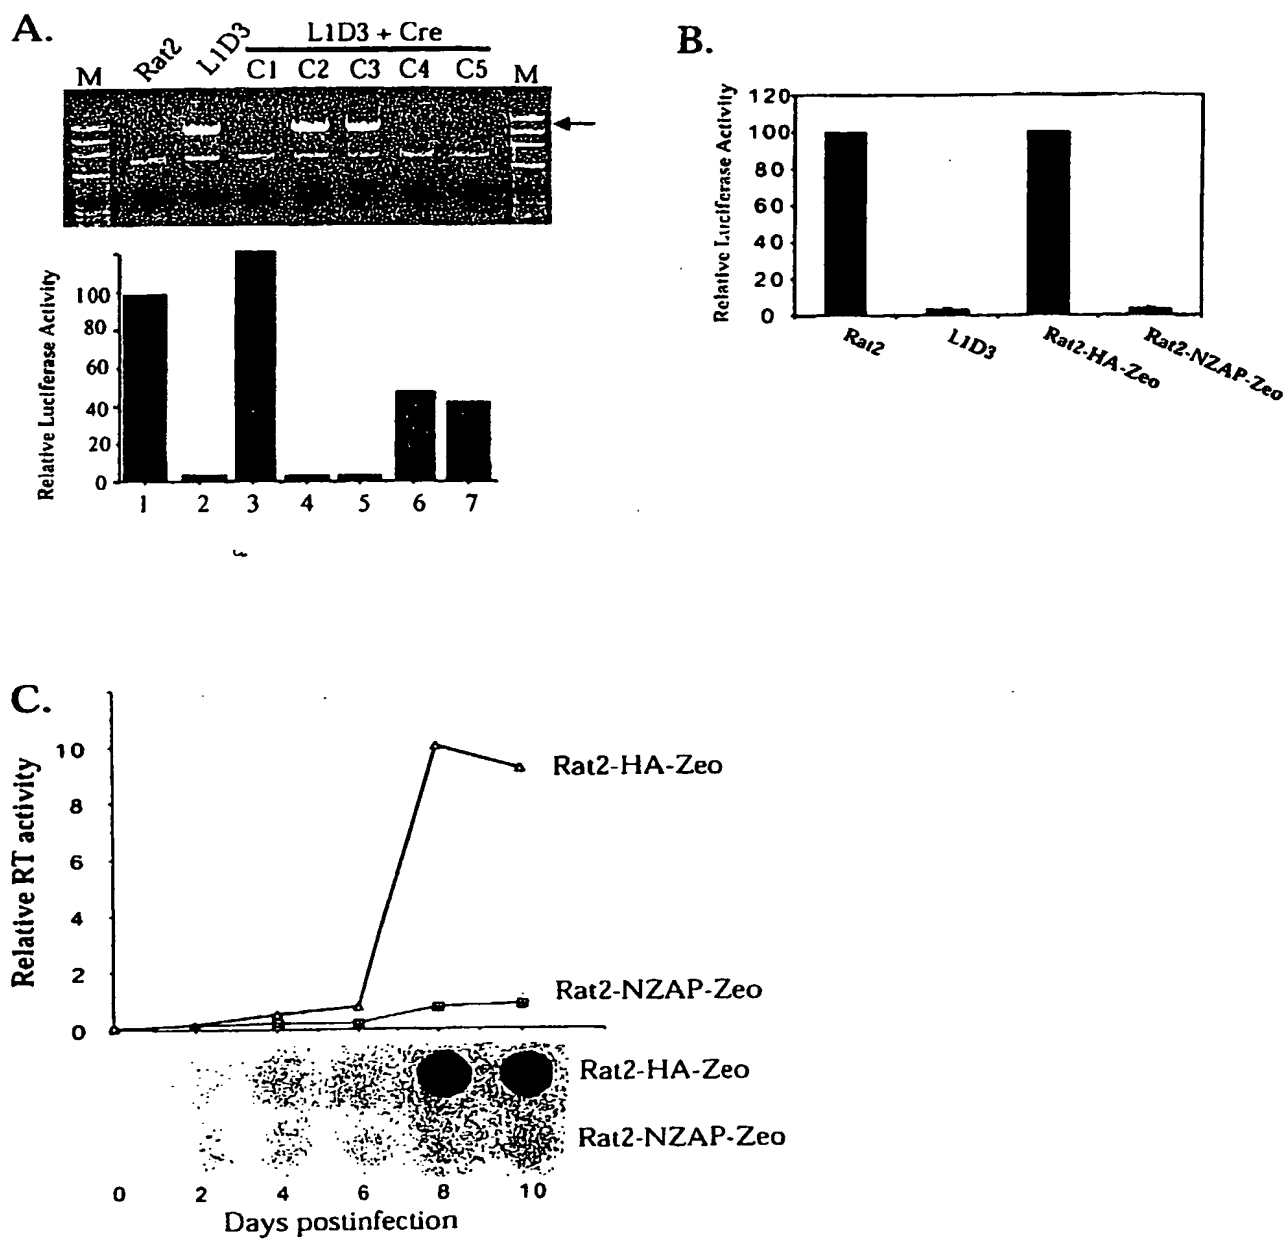 A.
Rat2
L1D3
L1D3 + Cre
M
C1 C2 C3 C4 C5 M
Relative Luciferase Activity
100
80
60
40
20
0
1 2 3 4 5 6 7
B.
Relative Luciferase Activity
120
100
80
60
40
20
0
Rat2
L1D3
Rat2-HA-Zeo
Rat2-NZAP-Zeo
C.
Relative RT activity
10
8
6
4
2
0
Rat2-HA-Zeo
Rat2-NZAP-Zeo
Rat2-HA-Zeo
Rat2-NZAP-Zeo
0 2 4 6 8 10
Days postinfection